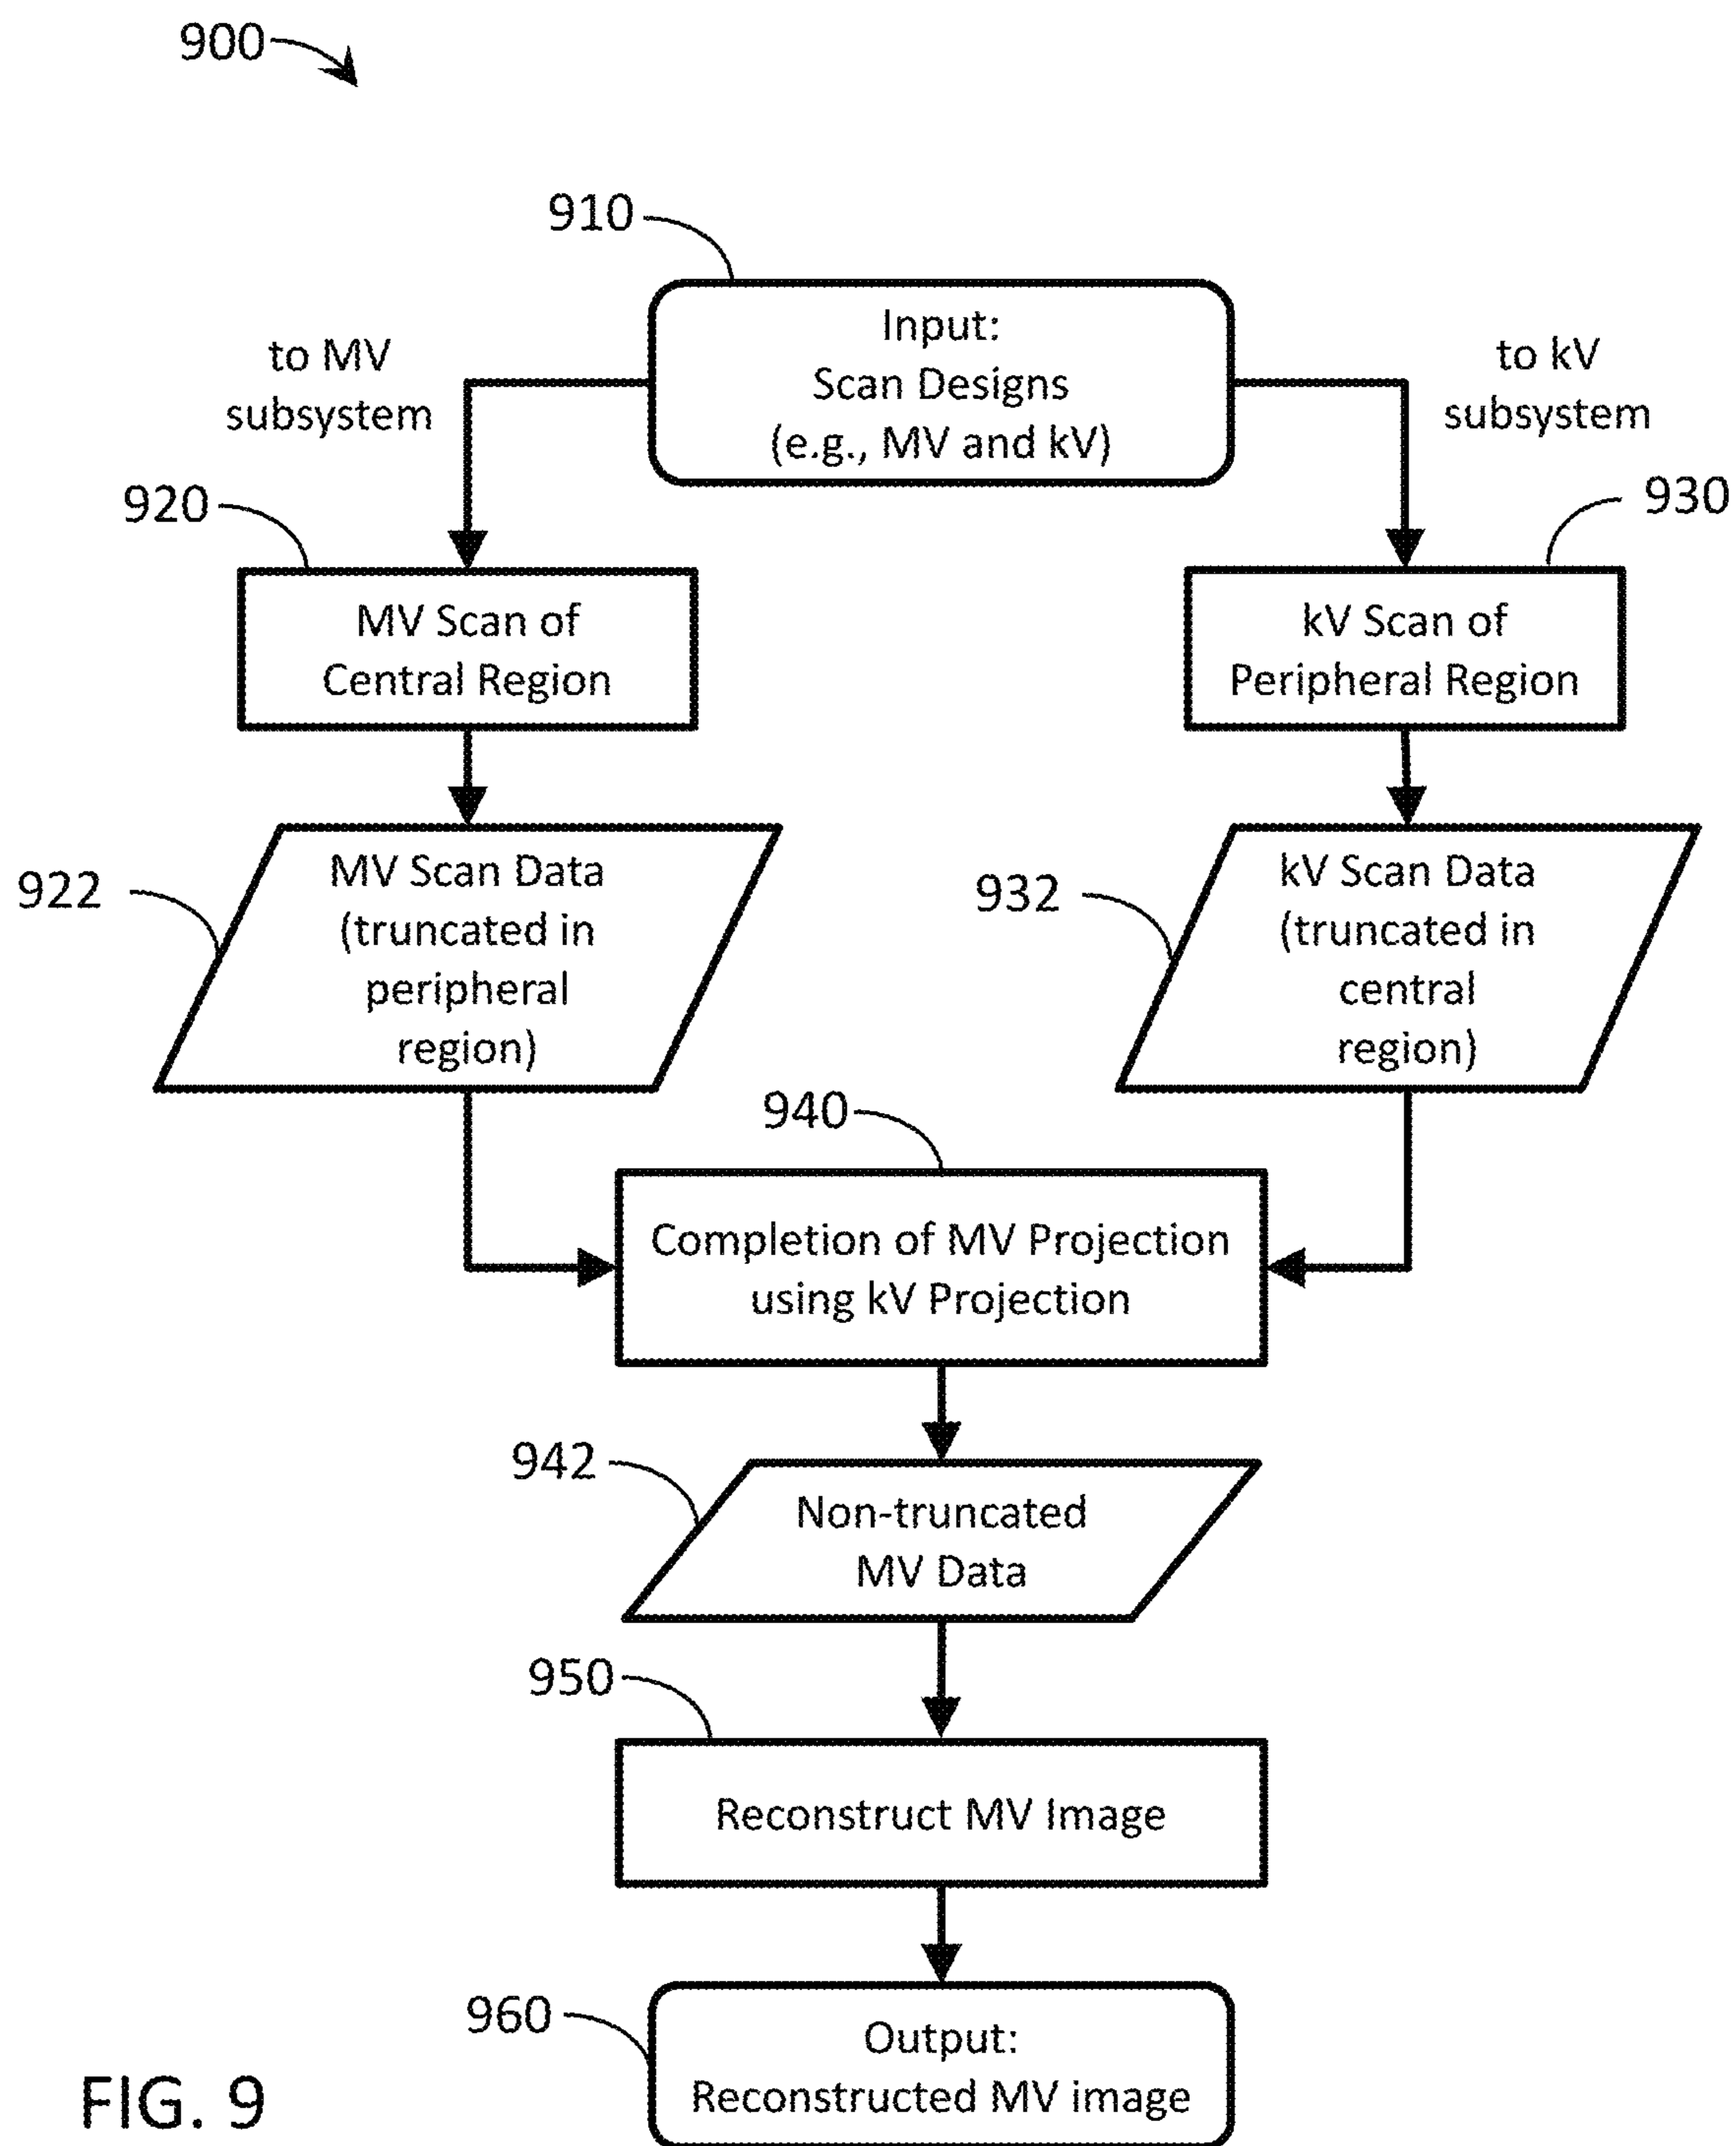 900
910
Input:
Scan Designs
(e.g., MV and kV)
to MV
subsystem
to kV
subsystem
920
MV Scan of
Central Region
930
kV Scan of
Peripheral Region
922
MV Scan Data
(truncated in
peripheral
region)
932
kV Scan Data
(truncated in
central
region)
940
Completion of MV Projection
using kV Projection
942
Non-truncated
MV Data
950
Reconstruct MV Image
960
Output:
Reconstructed MV image
FIG. 9